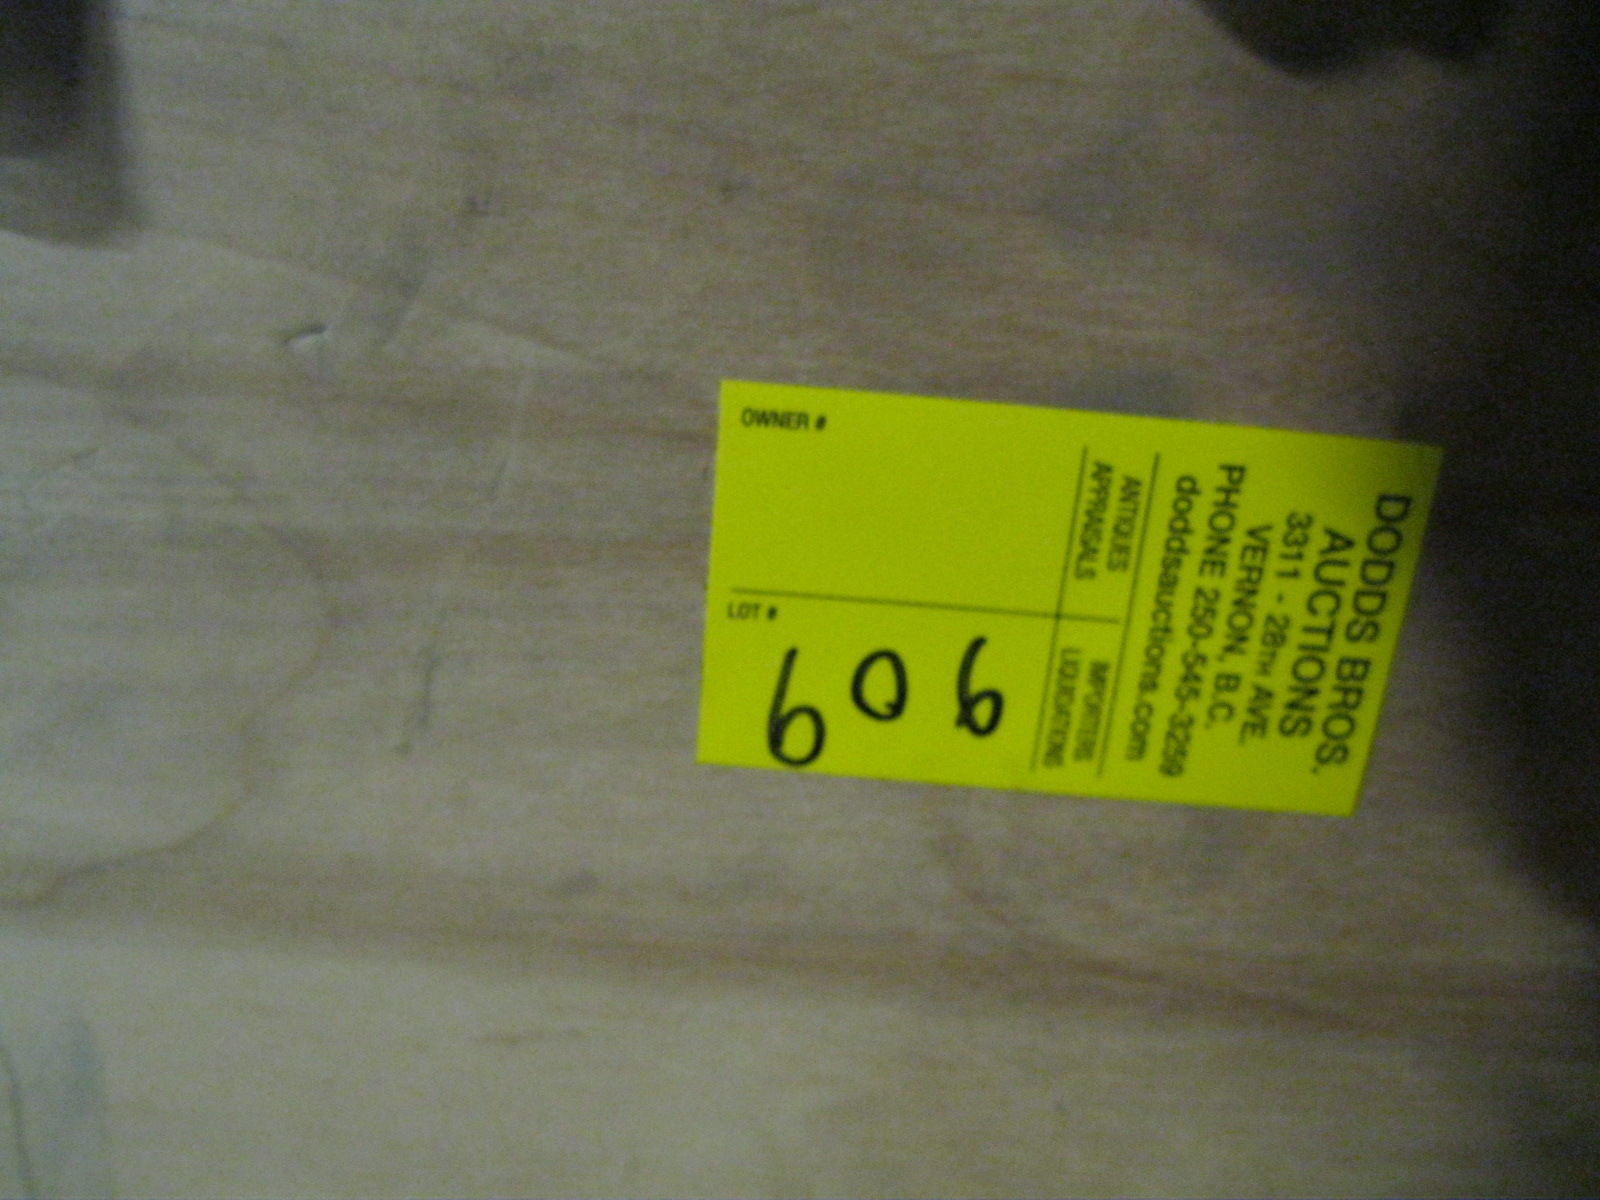 DODDS BROS.
AUCTIONS
3311 - 28TH AVE.
VERNON, B.C.
PHONE 250-545-3259
doddsauctions.com
ANTIQUES
APPRAISALS
IMPORTERS
LIQUIDATIONS
OWNER #
LOT #
606